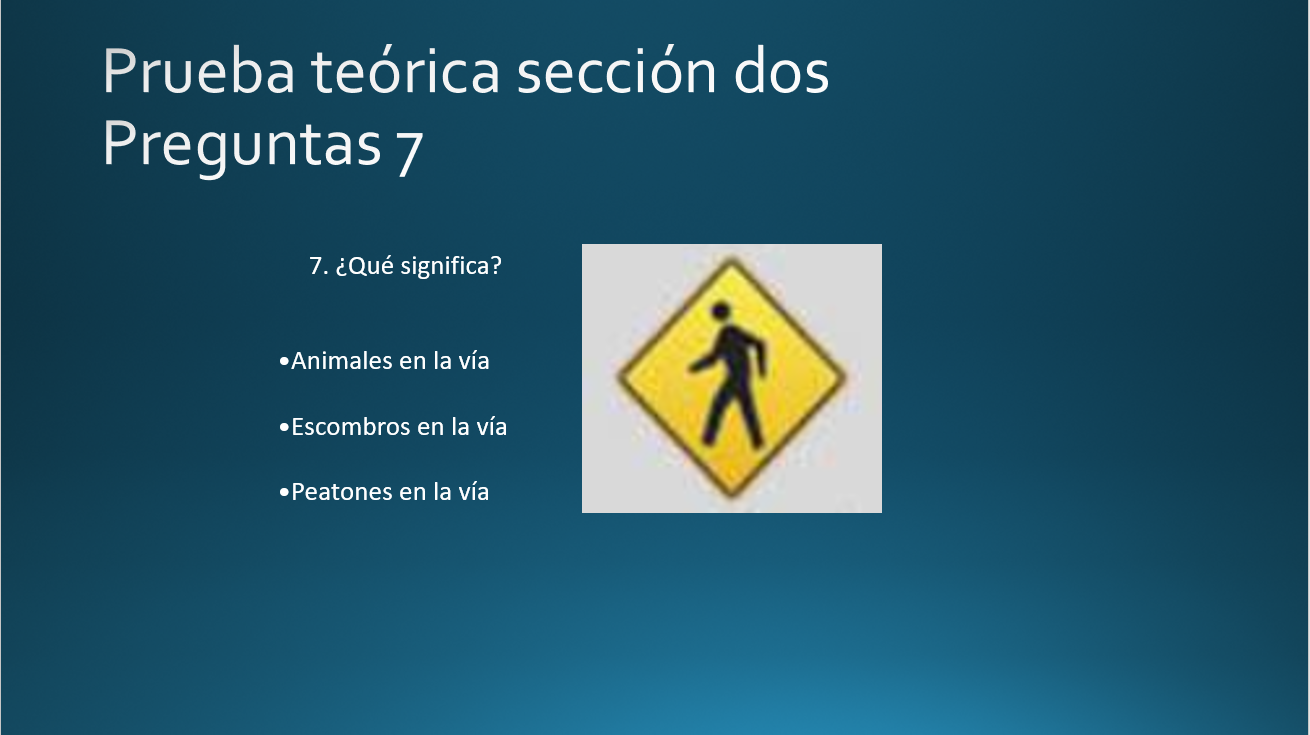 Prueba teórica sección dos
Preguntas 7
7. ¿Qué significa?
•Animales en la vía
•Escombros en la vía
•Peatones en la vía